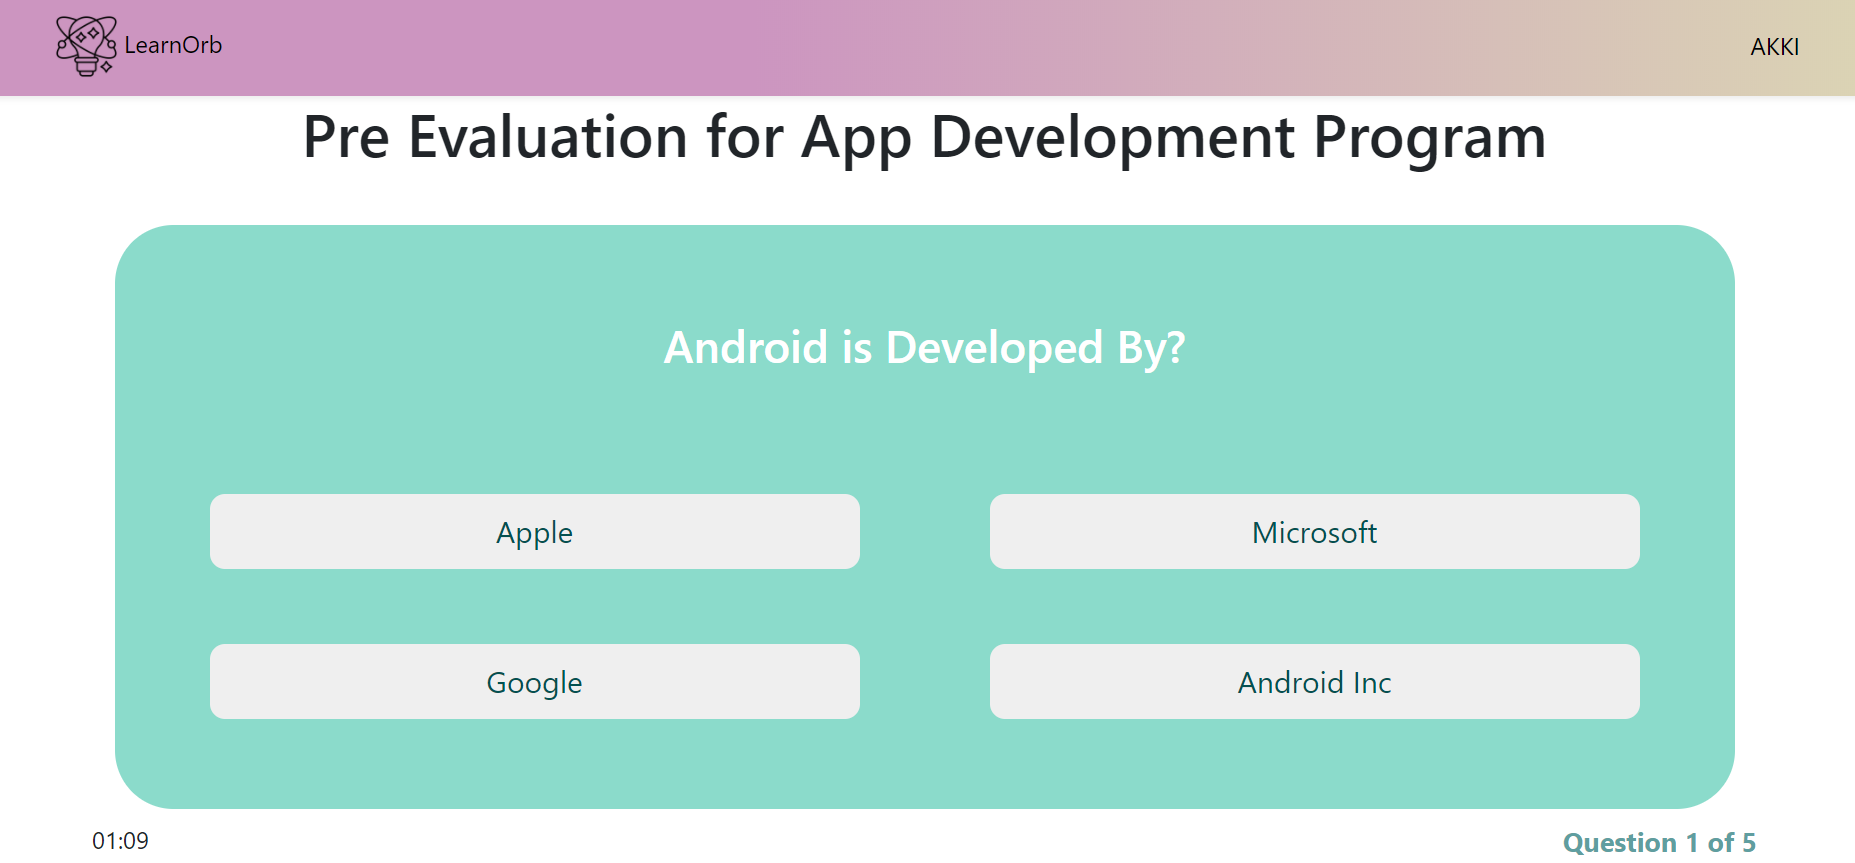 LearnOrb
AKKI
Pre Evaluation for App Development Program
Android is Developed By?
Apple
Microsoft
Google
Android Inc
01:09
Question 1 of 5